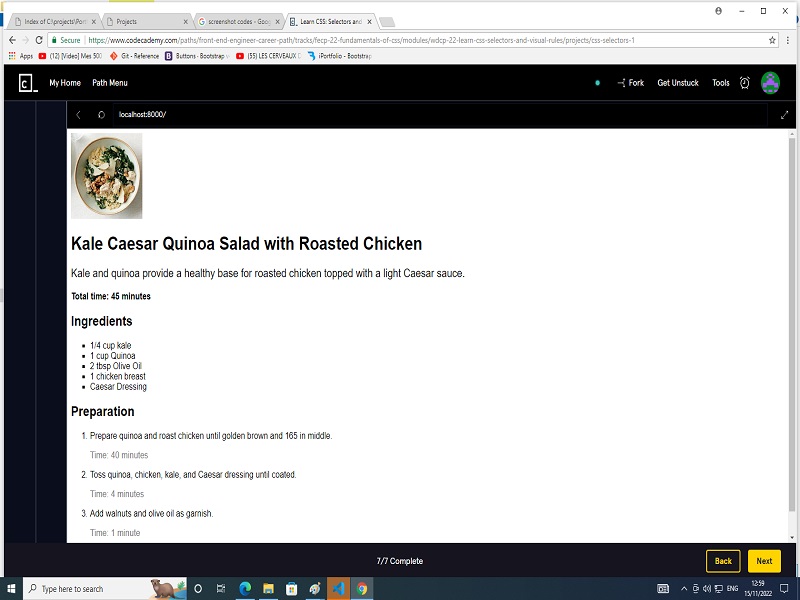 Index of C:\projects\Port
Projects
screenshot codes - Goog
Learn CSS: Selectors and
Secure
https://www.codecademy.com/paths/front-end-engineer-career-path/tracks/fecp-22-fundamentals-of-css/modules/wdcp-22-learn-css-selectors-and-visual-rules/projects/css-selectors-1
Apps (12) [Video] Mes 500 Git - Reference Buttons · Bootstrap (55) LES CERVEAUX iPortfolio - Bootstrap
c_ My Home Path Menu Fork Get Unstuck Tools
localhost:8000/
Kale Caesar Quinoa Salad with Roasted Chicken
Kale and quinoa provide a healthy base for roasted chicken topped with a light Caesar sauce.
Total time: 45 minutes
Ingredients
1/4 cup kale
1 cup Quinoa
2 tbsp Olive Oil
1 chicken breast
Caesar Dressing
Preparation
1. Prepare quinoa and roast chicken until golden brown and 165 in middle.
Time: 40 minutes
2. Toss quinoa, chicken, kale, and Caesar dressing until coated.
Time: 4 minutes
3. Add walnuts and olive oil as garnish.
Time: 1 minute
7/7 Complete
Back
Next
Type here to search
ENG
12:59
15/11/2022